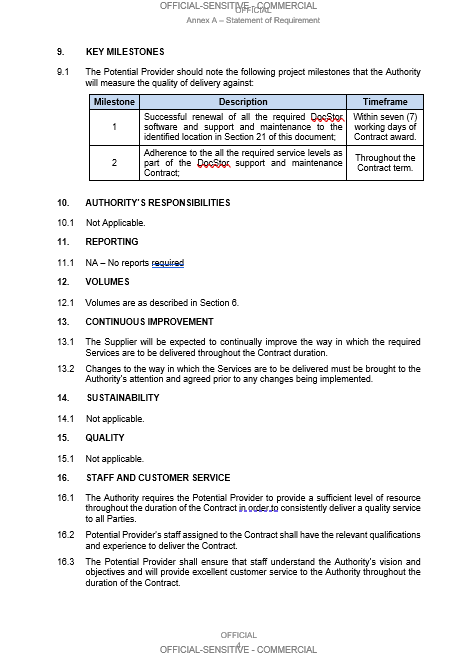 OFFICIAL-SENSITIVE - COMMERCIAL
OFFICIAL
Annex A – Statement of Requirement
9. KEY MILESTONES
9.1 The Potential Provider should note the following project milestones that the Authority
will measure the quality of delivery against:
Milestone Description Timeframe
1 Successful renewal of all the required DocStor software and support and maintenance to the identified location in Section 21 of this document; Within seven (7) working days of Contract award.
2 Adherence to the all the required service levels as part of the DocStor support and maintenance Contract; Throughout the Contract term.
10. AUTHORITY'S RESPONSIBILITIES
10.1 Not Applicable.
11. REPORTING
11.1 NA – No reports required
12. VOLUMES
12.1 Volumes are as described in Section 6.
13. CONTINUOUS IMPROVEMENT
13.1 The Supplier will be expected to continually improve the way in which the required
Services are to be delivered throughout the Contract duration.
13.2 Changes to the way in which the Services are to be delivered must be brought to the
Authority's attention and agreed prior to any changes being implemented.
14. SUSTAINABILITY
14.1 Not applicable.
15. QUALITY
15.1 Not applicable.
16. STAFF AND CUSTOMER SERVICE
16.1 The Authority requires the Potential Provider to provide a sufficient level of resource
throughout the duration of the Contract in order to consistently deliver a quality service
to all Parties.
16.2 Potential Provider's staff assigned to the Contract shall have the relevant qualifications
and experience to deliver the Contract.
16.3 The Potential Provider shall ensure that staff understand the Authority's vision and
objectives and will provide excellent customer service to the Authority throughout the
duration of the Contract.
OFFICIAL
OFFICIAL-SENSITIVE - COMMERCIAL